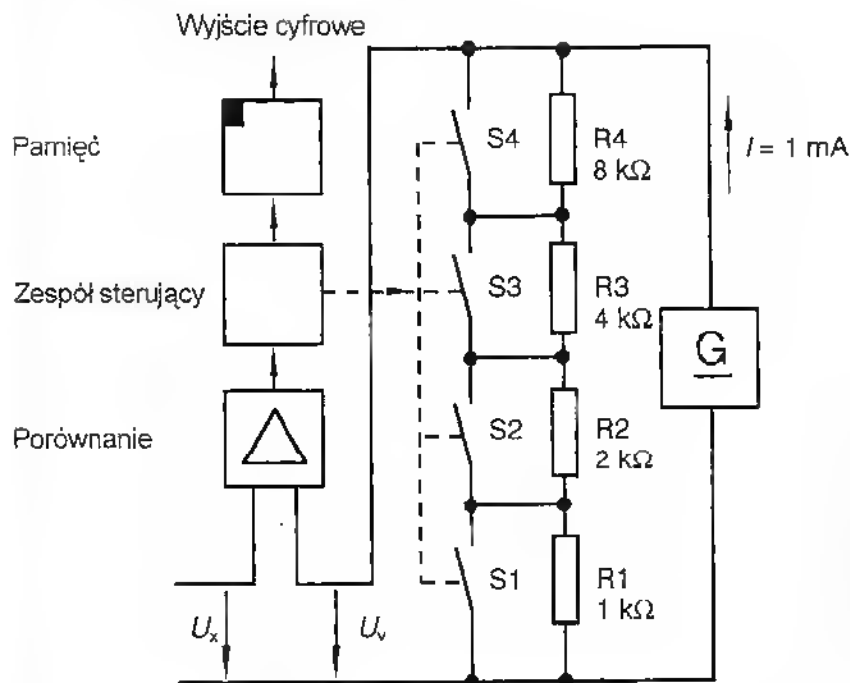 Wyjście cyfrowe
Pamięć
Zespół sterujący
Porównanie
S4
R4
8 kΩ
I = 1 mA
S3
R3
4 kΩ
G
S2
R2
2 kΩ
S1
R1
1 kΩ
Ux
Uv